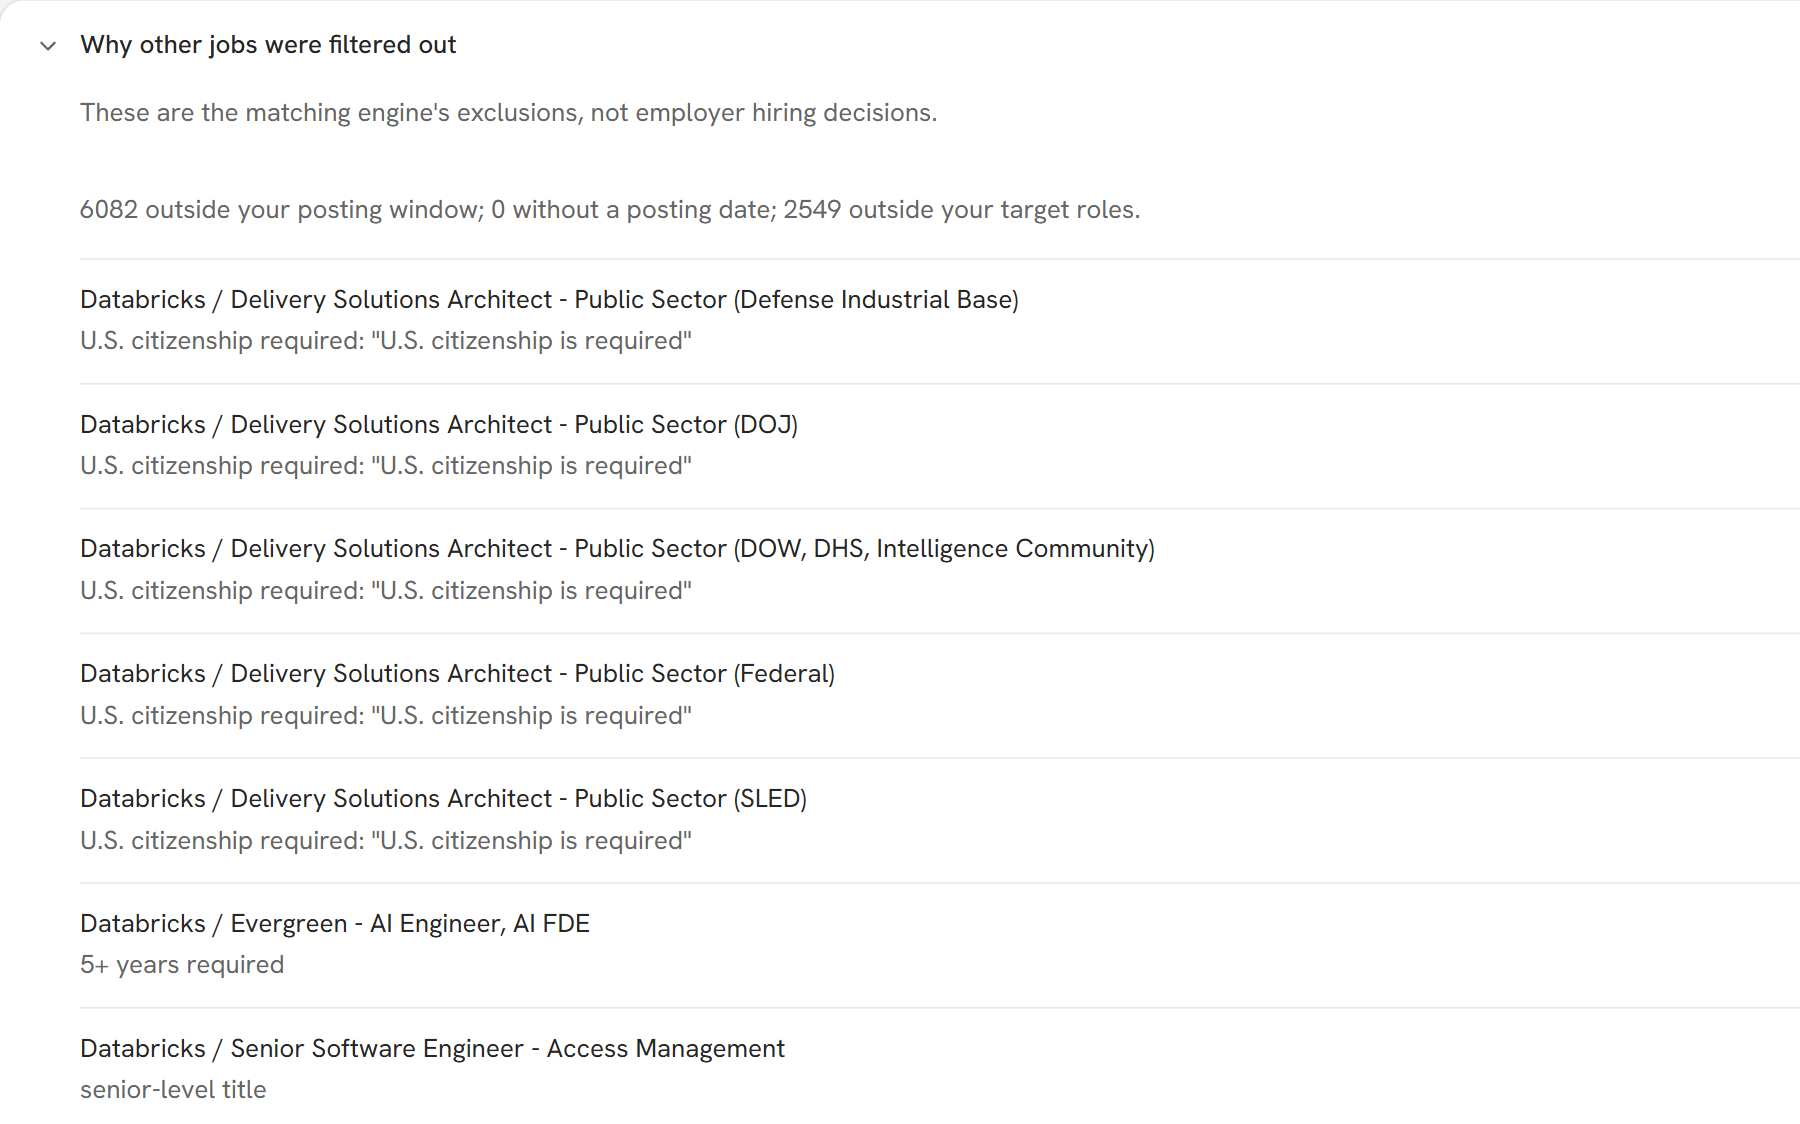 Why other jobs were filtered out
These are the matching engine's exclusions, not employer hiring decisions.
6082 outside your posting window; 0 without a posting date; 2549 outside your target roles.
Databricks / Delivery Solutions Architect - Public Sector (Defense Industrial Base)
U.S. citizenship required: "U.S. citizenship is required"
Databricks / Delivery Solutions Architect - Public Sector (DOJ)
U.S. citizenship required: "U.S. citizenship is required"
Databricks / Delivery Solutions Architect - Public Sector (DOW, DHS, Intelligence Community)
U.S. citizenship required: "U.S. citizenship is required"
Databricks / Delivery Solutions Architect - Public Sector (Federal)
U.S. citizenship required: "U.S. citizenship is required"
Databricks / Delivery Solutions Architect - Public Sector (SLED)
U.S. citizenship required: "U.S. citizenship is required"
Databricks / Evergreen - AI Engineer, AI FDE
5+ years required
Databricks / Senior Software Engineer - Access Management
senior-level title